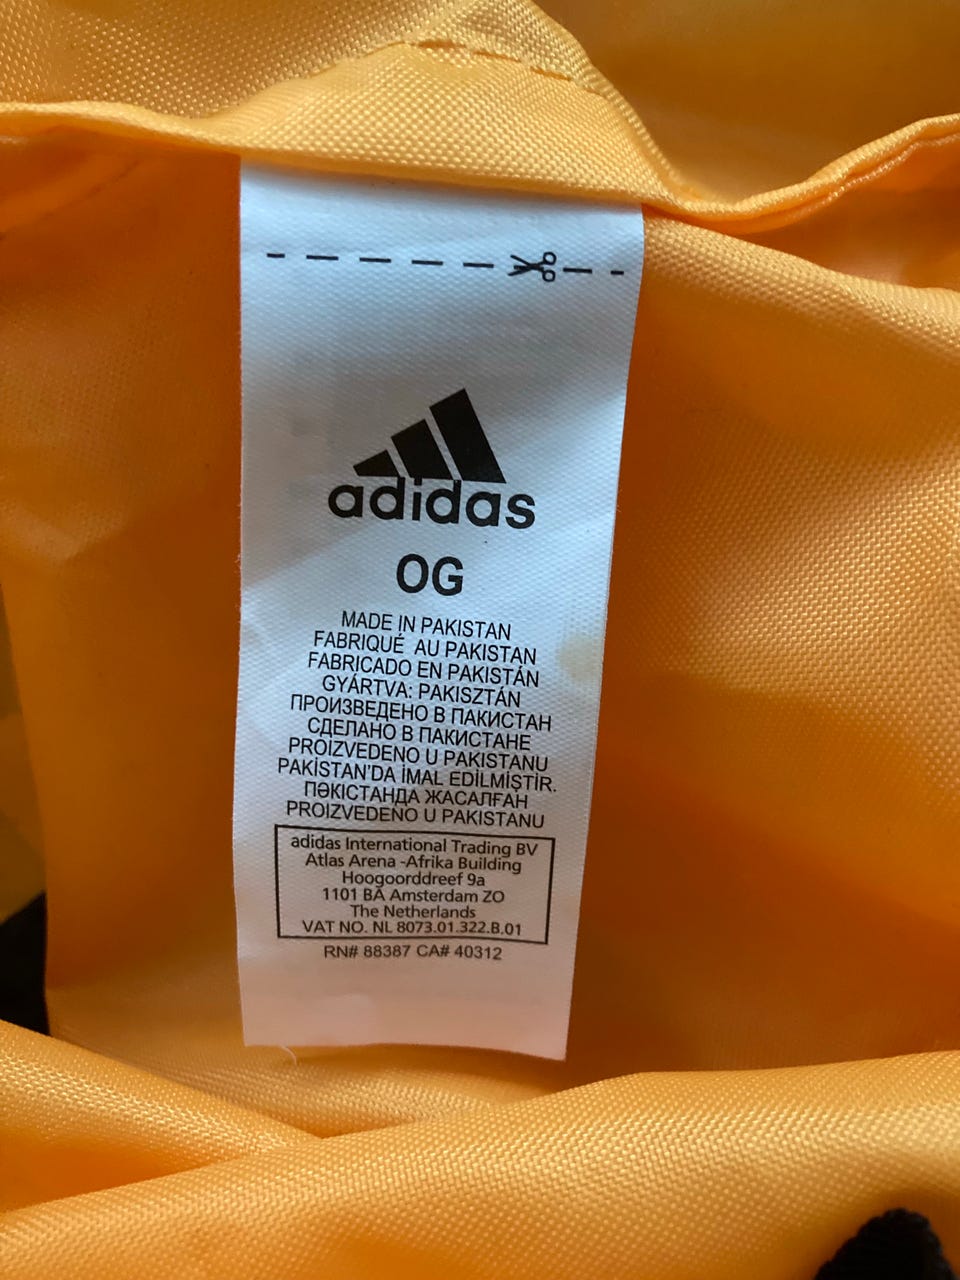 adidas
OG
MADE IN PAKISTAN
FABRIQUÉ AU PAKISTAN
FABRICADO EN PAKISTÁN
GYÁRTVA: PAKISZTÁN
ПРОИЗВЕДЕНО В ПАКИСТАН
СДЕЛАНО В ПАКИСТАНЕ
PROIZVEDENO U PAKISTANU
PAKİSTAN'DA İMAL EDİLMİŞTİR.
ПӘКІСТАНДА ЖАСАЛҒАН
PROIZVEDENO U PAKISTANU
adidas International Trading BV
Atlas Arena -Afrika Building
Hoogoorddreef 9a
1101 BA Amsterdam ZO
The Netherlands
VAT NO. NL 8073.01.322.B.01
RN# 88387 CA# 40312